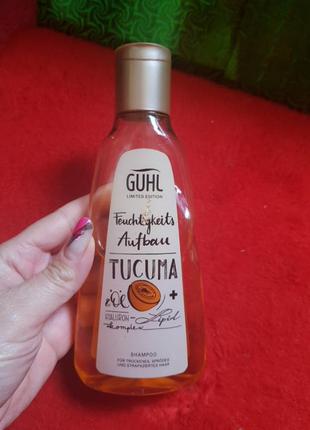 GUHL
LIMITED EDITION
Feuchtigkeits
Aufbau
TUCUMA
Öl +
HYALURON-Lipid
komplex
SHAMPOO
FÜR TROCKENES, SPRÖDES
UND STRAPAZIERTES HAAR